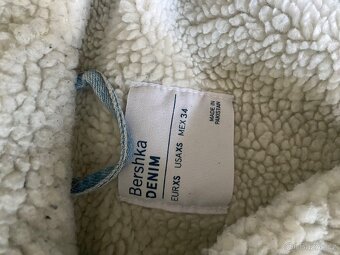 Bershka
DENIM
EUR XS USA XS MEX 34
MADE IN
PAKISTAN